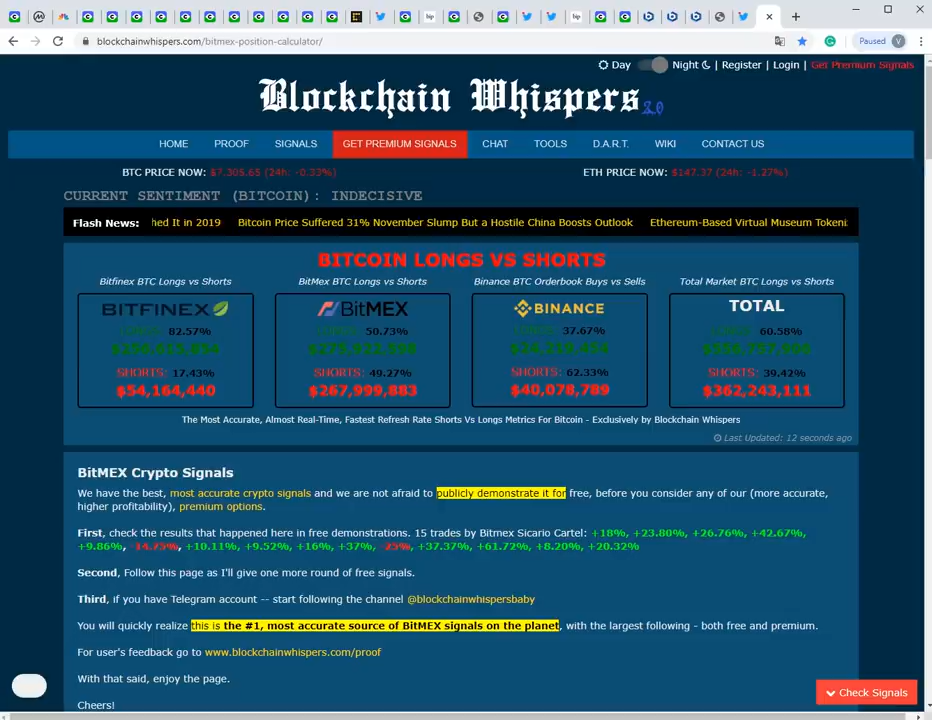 Paused V
blockchainwhispers.com/bitmex-position-calculator/
Day Night | Register | Login | Get Premium Signals
Blockchain Whispers 2.0
HOME PROOF SIGNALS GET PREMIUM SIGNALS CHAT TOOLS D.A.R.T. WIKI CONTACT US
BTC PRICE NOW: $7,305.65 (24h: -0.33%) ETH PRICE NOW: $147.37 (24h: -1.27%)
CURRENT SENTIMENT (BITCOIN): INDECISIVE
Flash News: hed It in 2019 Bitcoin Price Suffered 31% November Slump But a Hostile China Boosts Outlook Ethereum-Based Virtual Museum Tokeni
BITCOIN LONGS VS SHORTS
Bitfinex BTC Longs vs Shorts BitMex BTC Longs vs Shorts Binance BTC Orderbook Buys vs Sells Total Market BTC Longs vs Shorts
BITFINEX BitMEX BINANCE TOTAL
LONGS: 82.57% LONGS: 50.73% LONGS: 37.67% LONGS: 60.58%
SHORTS: 17.43% SHORTS: 49.27% SHORTS: 62.33% SHORTS: 39.42%
$54,164,440 $267,999,883 $40,078,789 $362,243,111
The Most Accurate, Almost Real-Time, Fastest Refresh Rate Shorts Vs Longs Metrics For Bitcoin - Exclusively by Blockchain Whispers
Last Updated: 12 seconds ago
BitMEX Crypto Signals
We have the best, most accurate crypto signals and we are not afraid to publicly demonstrate it for free, before you consider any of our (more accurate,
higher profitability), premium options.
First, check the results that happened here in free demonstrations. 15 trades by Bitmex Sicario Cartel: +18%, +23.80%, +26.76%, +42.67%,
+9.86%, -14.75%, +10.11%, +9.52%, +16%, +37%, -25%, +37.37%, +61.72%, +8.20%, +20.32%
Second, Follow this page as I'll give one more round of free signals.
Third, if you have Telegram account -- start following the channel @blockchainwhispersbaby
You will quickly realize this is the #1, most accurate source of BitMEX signals on the planet, with the largest following - both free and premium.
For user's feedback go to www.blockchainwhispers.com/proof
With that said, enjoy the page.
Check Signals
Cheers!